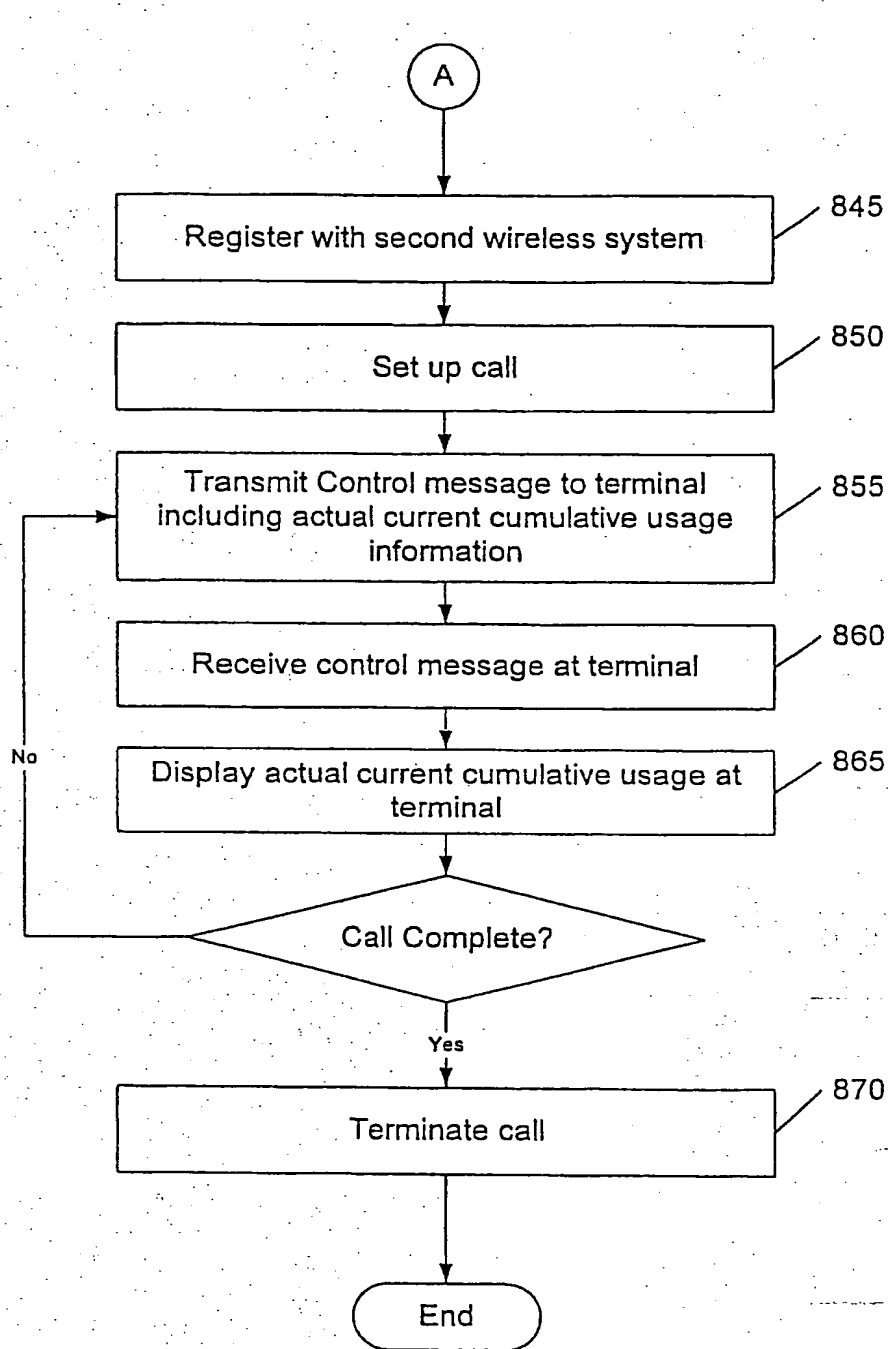 A
Register with second wireless system
845
Set up call
850
Transmit Control message to terminal
including actual current cumulative usage
information
855
Receive control message at terminal
860
Display actual current cumulative usage at
terminal
865
Call Complete?
No
Yes
Terminate call
870
End